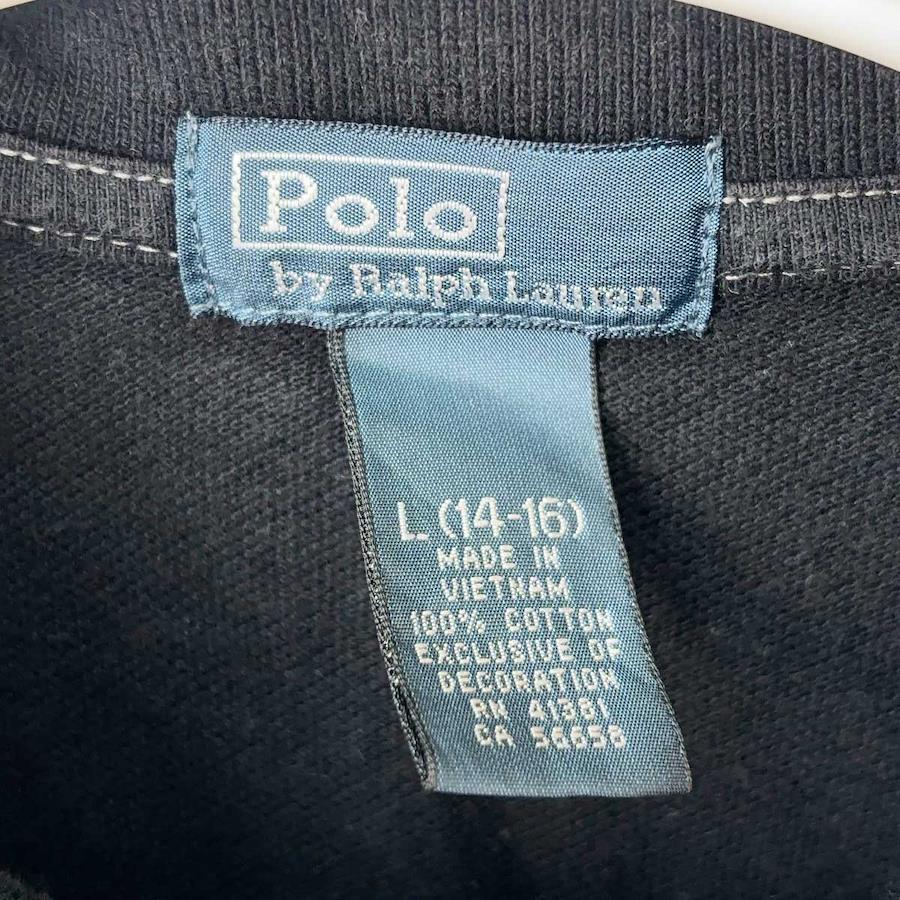 Polo
by Ralph Lauren
L (14-16)
MADE IN
VIETNAM
100% COTTON
EXCLUSIVE OF
DECORATION
RN 41381
CA 56658